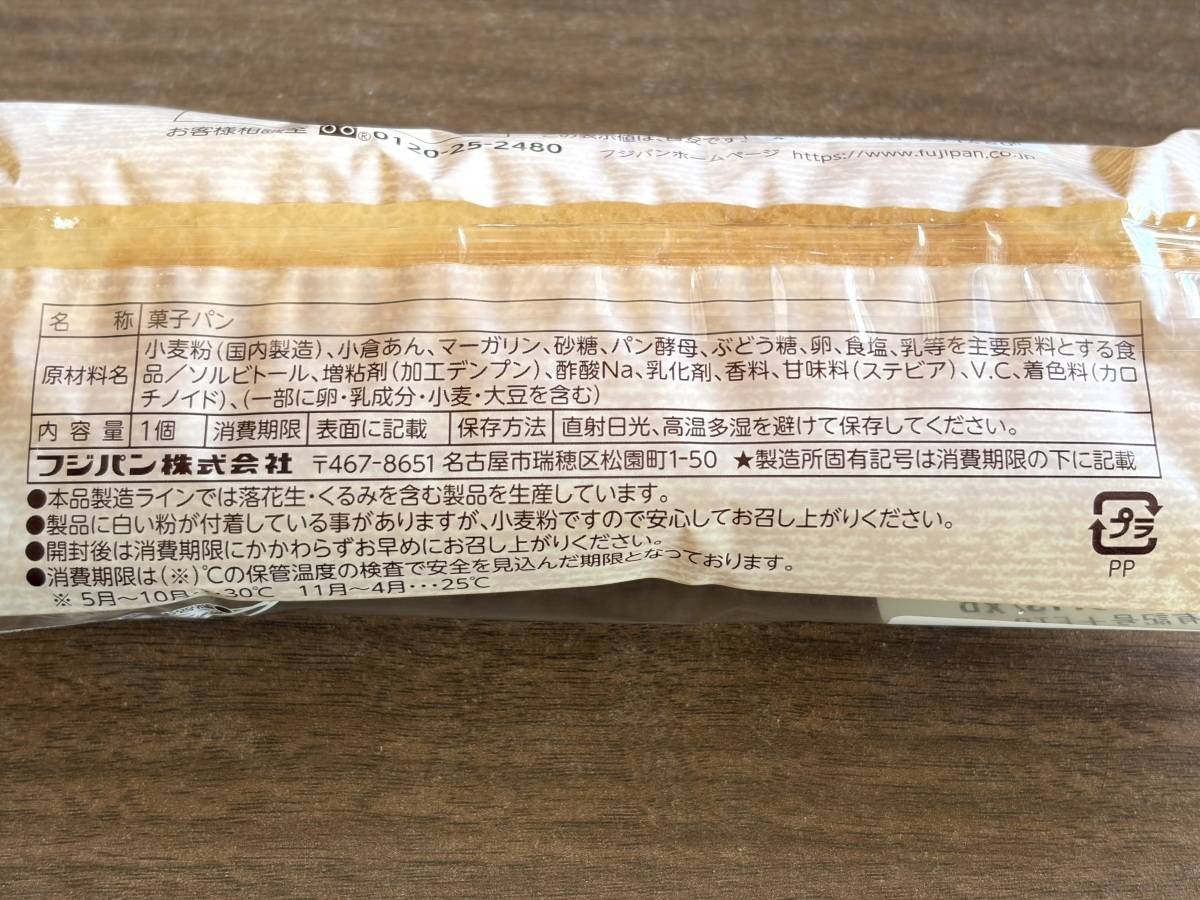 お客様相談室 ®0120-25-2480 フジパンホームページ https://www.fujipan.co.jp
名 称 菓子パン
原材料名 小麦粉(国内製造)、小倉あん、マーガリン、砂糖、パン酵母、ぶどう糖、卵、食塩、乳等を主要原料とする食
品/ソルビトール、増粘剤(加工デンプン)、酢酸Na、乳化剤、香料、甘味料(ステビア)、V.C、着色料(カロ
チノイド)、(一部に卵・乳成分・小麦・大豆を含む)
内 容 量 1個 消費期限 表面に記載 保存方法 直射日光、高温多湿を避けて保存してください。
フジパン株式会社 〒467-8651 名古屋市瑞穂区松園町1-50 ★製造所固有記号は消費期限の下に記載
●本品製造ラインでは落花生・くるみを含む製品を生産しています。
●製品に白い粉が付着している事がありますが、小麦粉ですので安心してお召し上がりください。
●開封後は消費期限にかかわらずお早めにお召し上がりください。
●消費期限は(※)℃の保管温度の検査で安全を見込んだ期限となっております。
※ 5月~10月…30℃ 11月~4月…25℃
プラ
PP